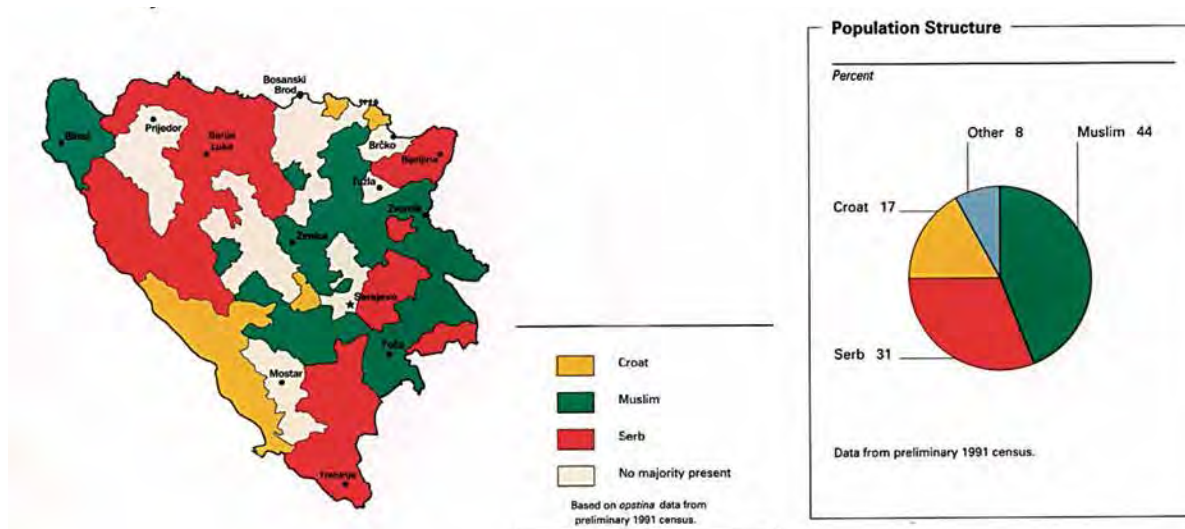 Bosanski
Brod
Prijedor
Banja
Luka
Bihać
Brčko
Bijeljina
Tuzla
Zvornik
Zenica
Sarajevo
Foča
Mostar
Trebinje
Croat
Muslim
Serb
No majority present
Based on opstina data from
preliminary 1991 census.
Population Structure
Percent
Other 8
Muslim 44
Croat 17
Serb 31
Data from preliminary 1991 census.